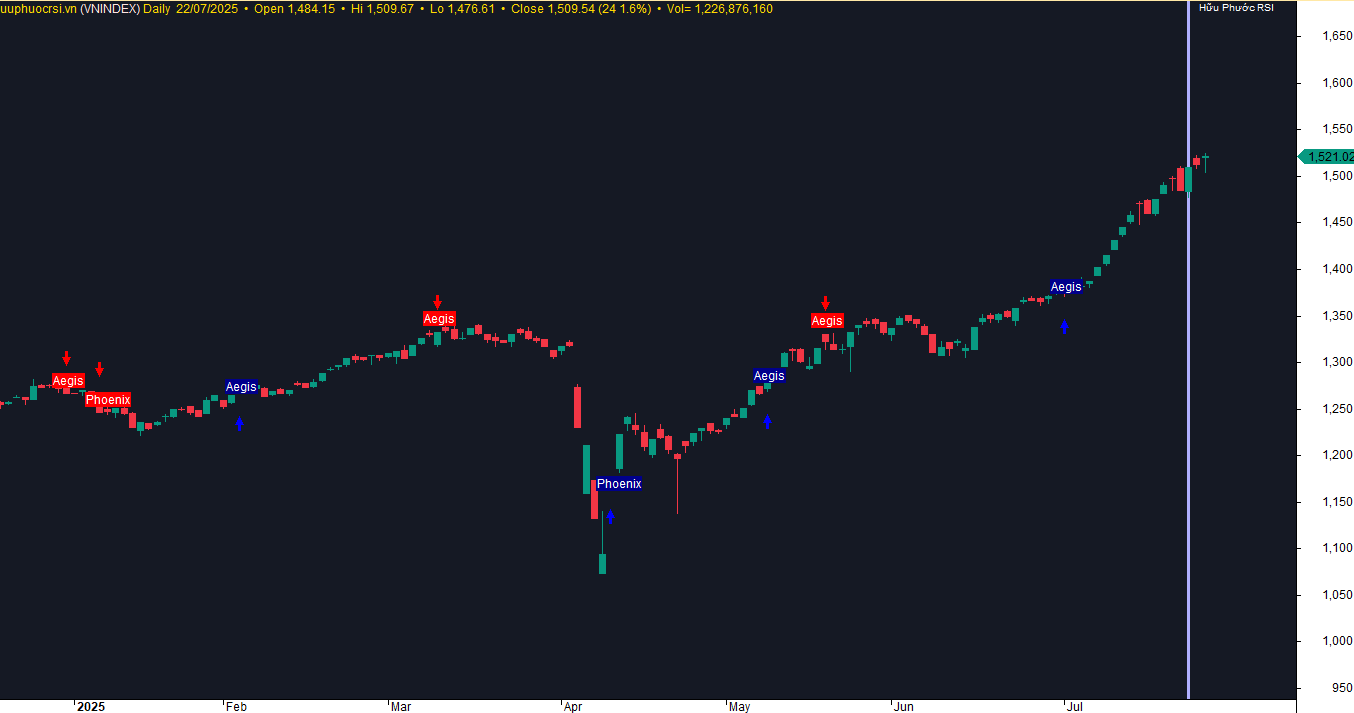 uuphuocrsi.vn (VNINDEX) Daily 22/07/2025 • Open 1,484.15 • Hi 1,509.67 • Lo 1,476.61 • Close 1,509.54 (24 1.6%) • Vol= 1,226,876,160
Hữu Phước RSI
1,650
1,600
1,550
1,521.02
1,500
1,450
1,400
Aegis
1,350
Aegis
Aegis
1,300
Aegis
Aegis
Aegis
Phoenix
1,250
1,200
Phoenix
1,150
1,100
1,050
1,000
950
2025 Feb Mar Apr May Jun Jul